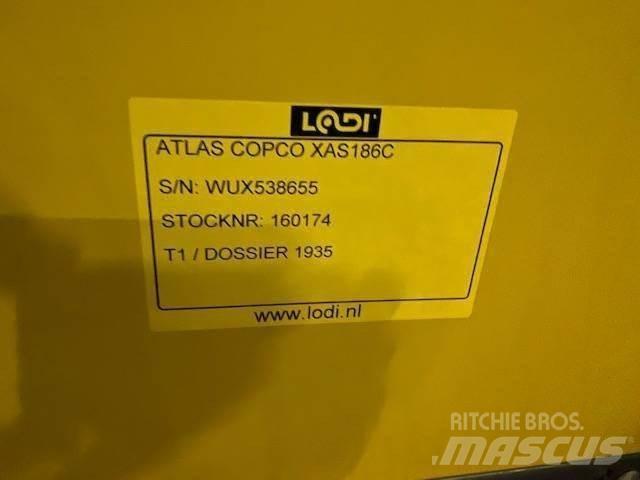 LODI
ATLAS COPCO XAS186C
S/N: WUX538655
STOCKNR: 160174
T1 / DOSSIER 1935
www.lodi.nl
RITCHIE BROS.
MASCUS